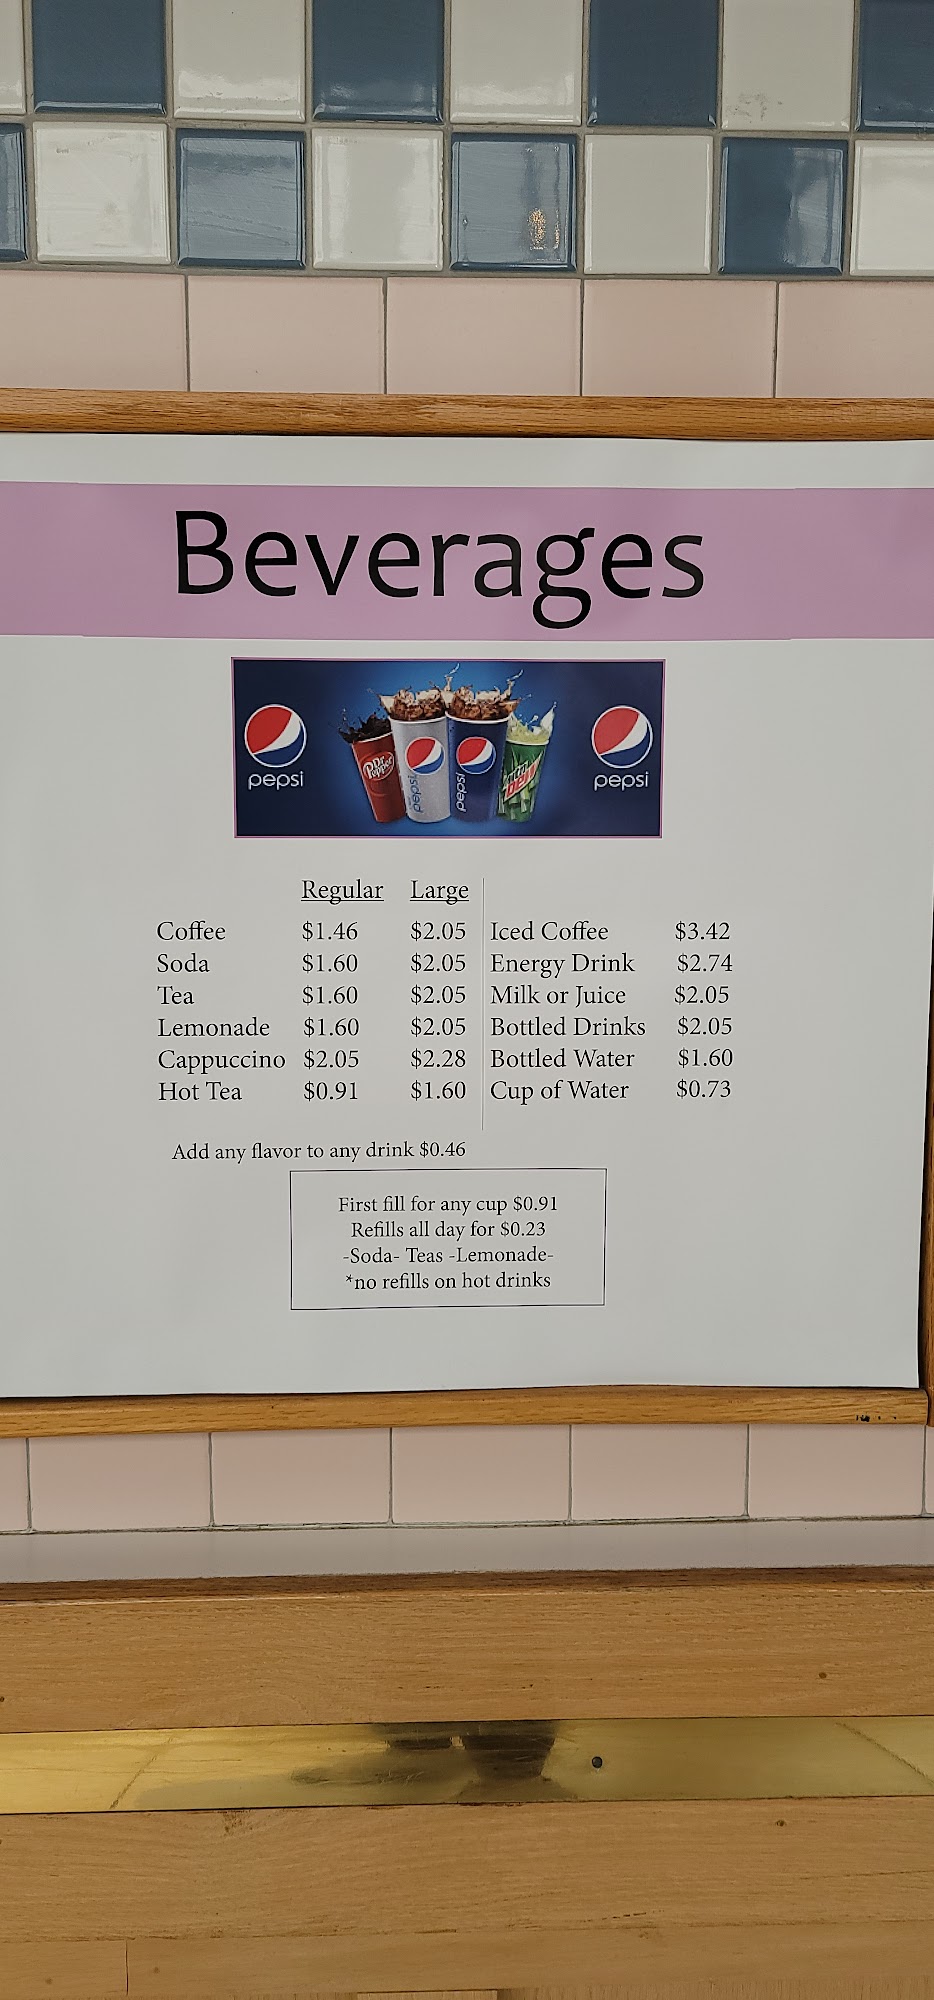 Beverages
Dr Pepper
pepsi
pepsi
pepsi
pepsi
Regular Large
Coffee $1.46 $2.05 Iced Coffee $3.42
Soda $1.60 $2.05 Energy Drink $2.74
Tea $1.60 $2.05 Milk or Juice $2.05
Lemonade $1.60 $2.05 Bottled Drinks $2.05
Cappuccino $2.05 $2.28 Bottled Water $1.60
Hot Tea $0.91 $1.60 Cup of Water $0.73
Add any flavor to any drink $0.46
First fill for any cup $0.91
Refills all day for $0.23
-Soda- Teas -Lemonade-
*no refills on hot drinks